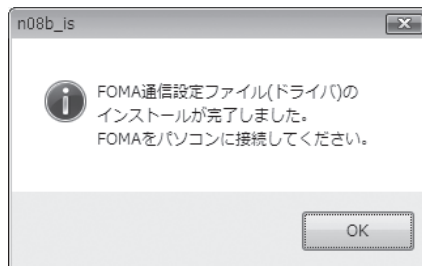 n08b_is
FOMA通信設定ファイル(ドライバ)の
インストールが完了しました。
FOMAをパソコンに接続してください。
OK